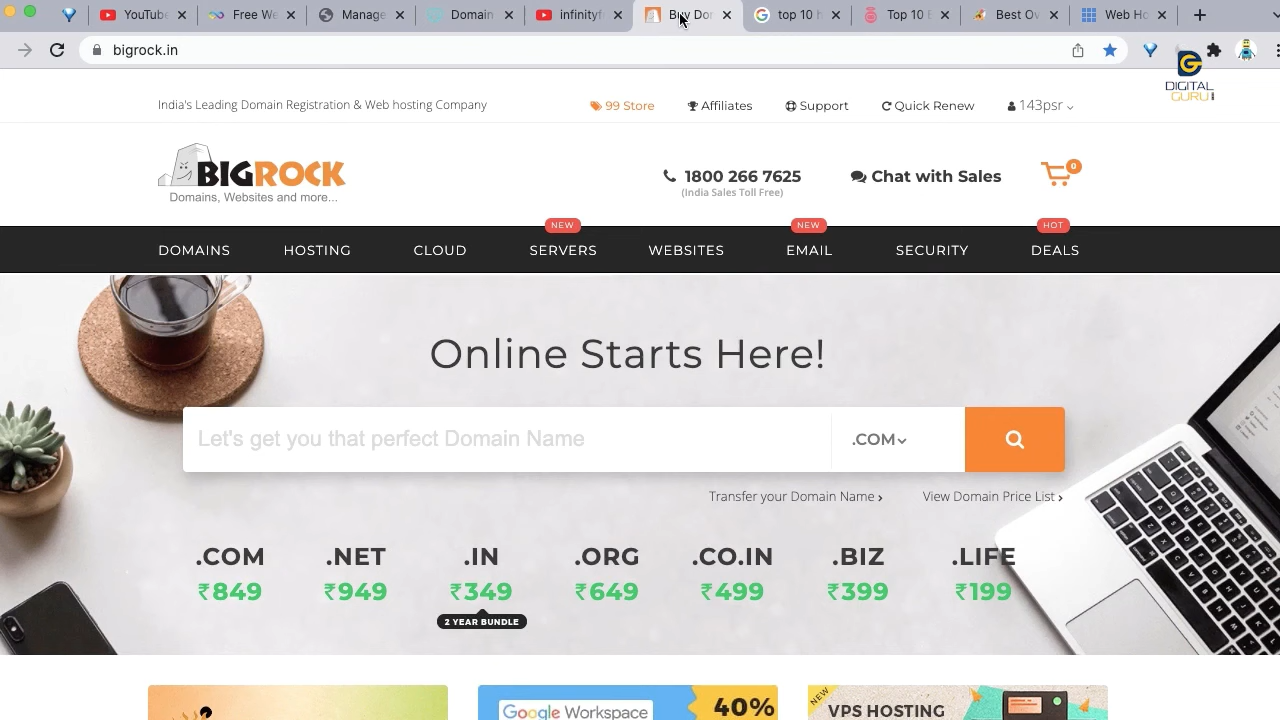 YouTube
Free We
Manage
Domain
infinityf
Buy Dor
top 10 h
Top 10
Best Ov
Web Ho
bigrock.in
DIGITAL
GURU
India's Leading Domain Registration & Web hosting Company
99 Store
Affiliates
Support
Quick Renew
143psr
BIGROCK
Domains, Websites and more...
1800 266 7625
(India Sales Toll Free)
Chat with Sales
0
NEW
NEW
HOT
DOMAINS
HOSTING
CLOUD
SERVERS
WEBSITES
EMAIL
SECURITY
DEALS
Online Starts Here!
Let's get you that perfect Domain Name
.COM
Transfer your Domain Name
View Domain Price List
.COM
.NET
.IN
.ORG
.CO.IN
.BIZ
.LIFE
₹849
₹949
₹349
₹649
₹499
₹399
₹199
2 YEAR BUNDLE
Google Workspace
40%
NEW
VPS HOSTING